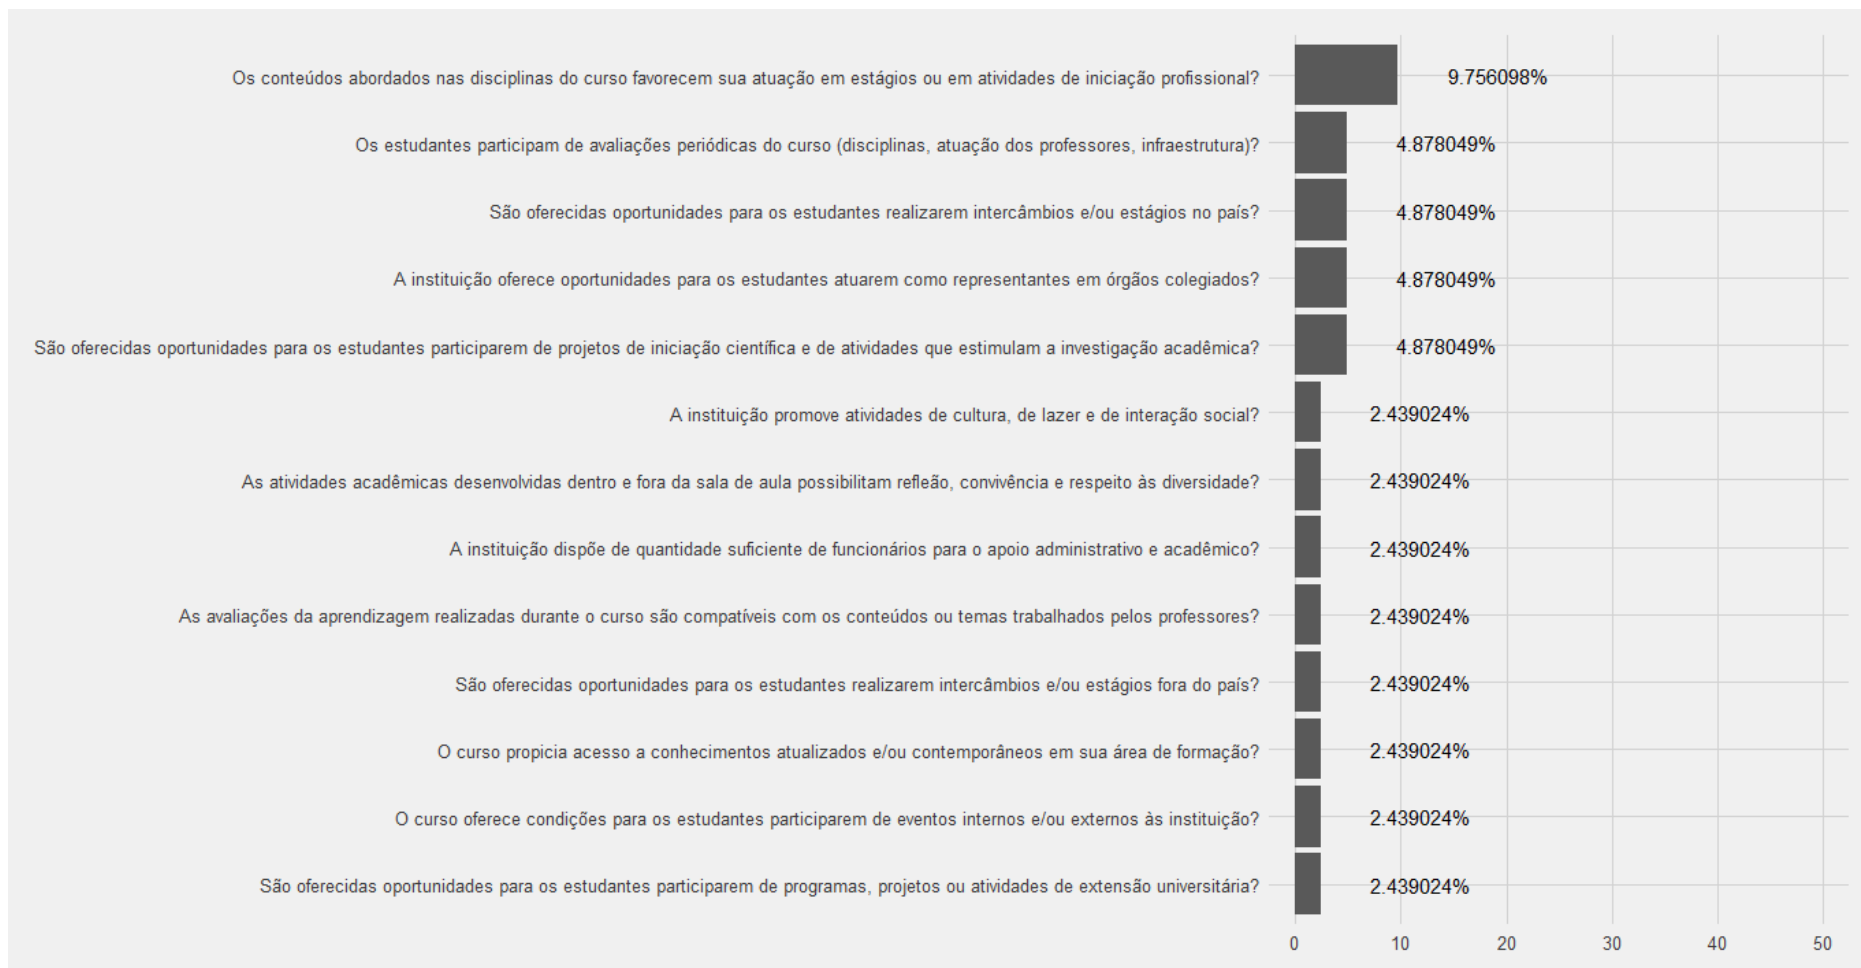 Os conteúdos abordados nas disciplinas do curso favorecem sua atuação em estágios ou em atividades de iniciação profissional? 9.756098%
Os estudantes participam de avaliações periódicas do curso (disciplinas, atuação dos professores, infraestrutura)? 4.878049%
São oferecidas oportunidades para os estudantes realizarem intercâmbios e/ou estágios no país? 4.878049%
A instituição oferece oportunidades para os estudantes atuarem como representantes em órgãos colegiados? 4.878049%
São oferecidas oportunidades para os estudantes participarem de projetos de iniciação científica e de atividades que estimulam a investigação acadêmica? 4.878049%
A instituição promove atividades de cultura, de lazer e de interação social? 2.439024%
As atividades acadêmicas desenvolvidas dentro e fora da sala de aula possibilitam refleão, convivência e respeito às diversidade? 2.439024%
A instituição dispõe de quantidade suficiente de funcionários para o apoio administrativo e acadêmico? 2.439024%
As avaliações da aprendizagem realizadas durante o curso são compatíveis com os conteúdos ou temas trabalhados pelos professores? 2.439024%
São oferecidas oportunidades para os estudantes realizarem intercâmbios e/ou estágios fora do país? 2.439024%
O curso propicia acesso a conhecimentos atualizados e/ou contemporâneos em sua área de formação? 2.439024%
O curso oferece condições para os estudantes participarem de eventos internos e/ou externos às instituição? 2.439024%
São oferecidas oportunidades para os estudantes participarem de programas, projetos ou atividades de extensão universitária? 2.439024%
0 10 20 30 40 50